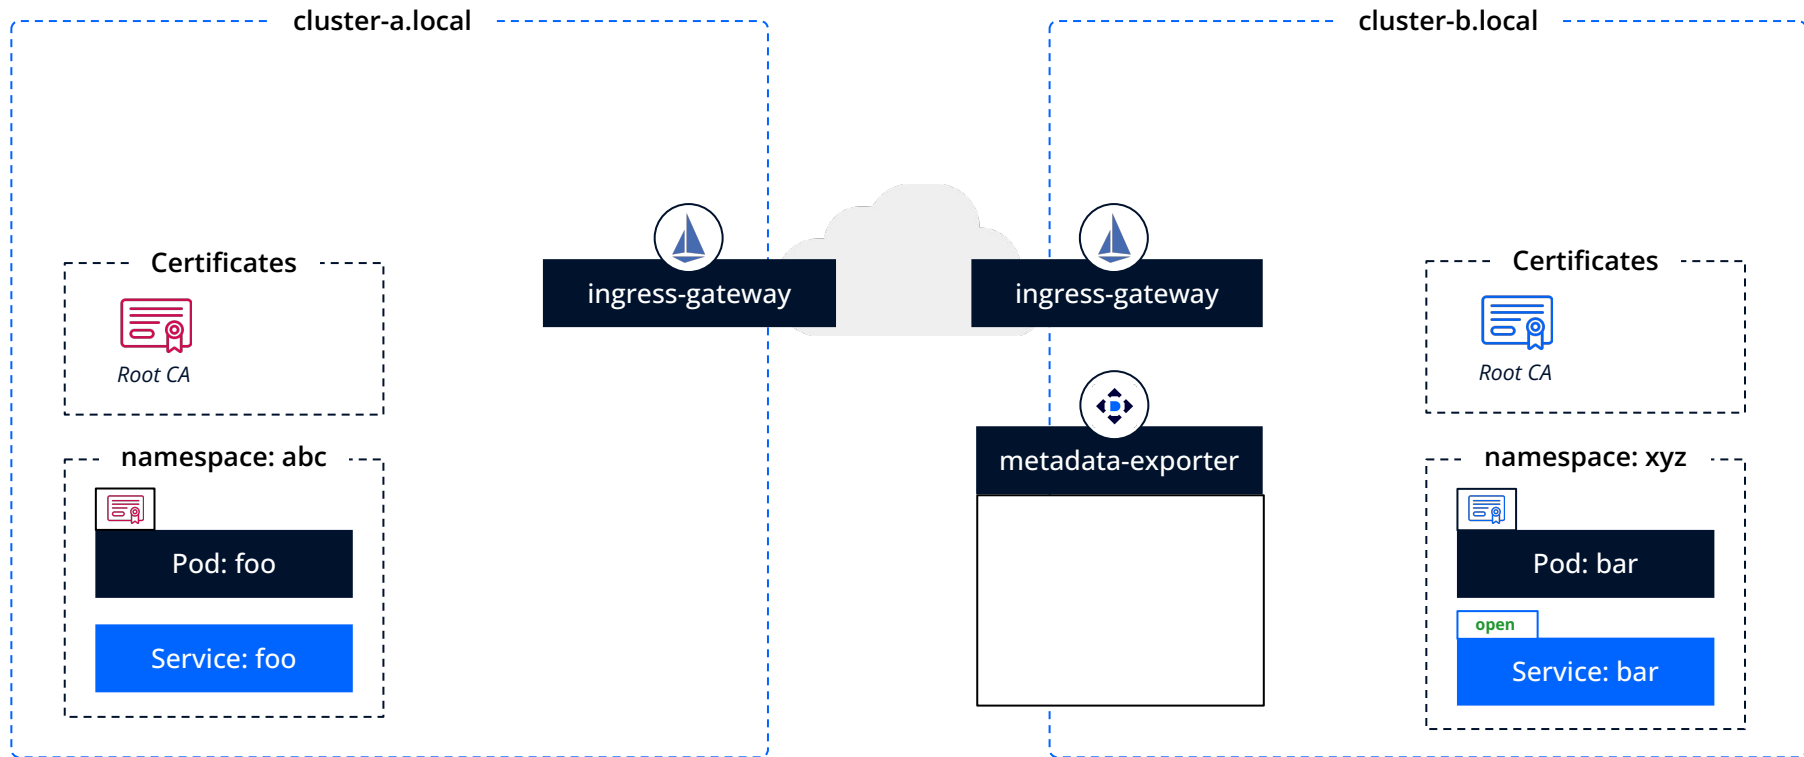 cluster-a.local
cluster-b.local
ingress-gateway
ingress-gateway
Certificates
Root CA
Certificates
Root CA
metadata-exporter
namespace: abc
Pod: foo
Service: foo
namespace: xyz
Pod: bar
open
Service: bar